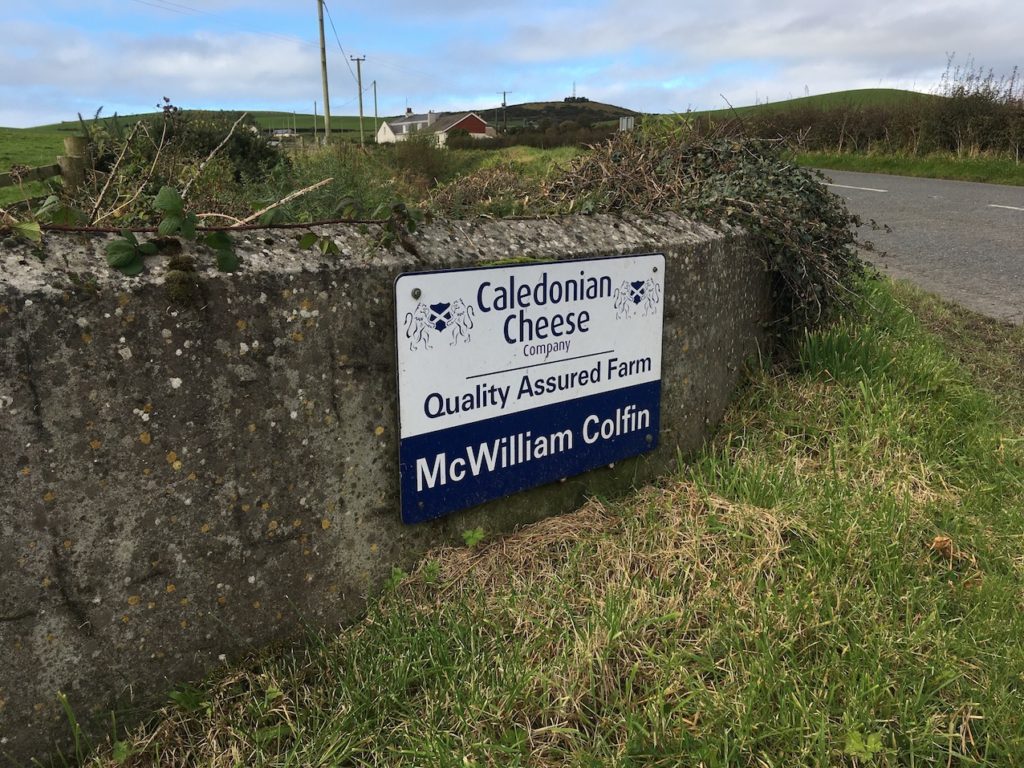 Caledonian
Cheese
Company
Quality Assured Farm
McWilliam Colfin